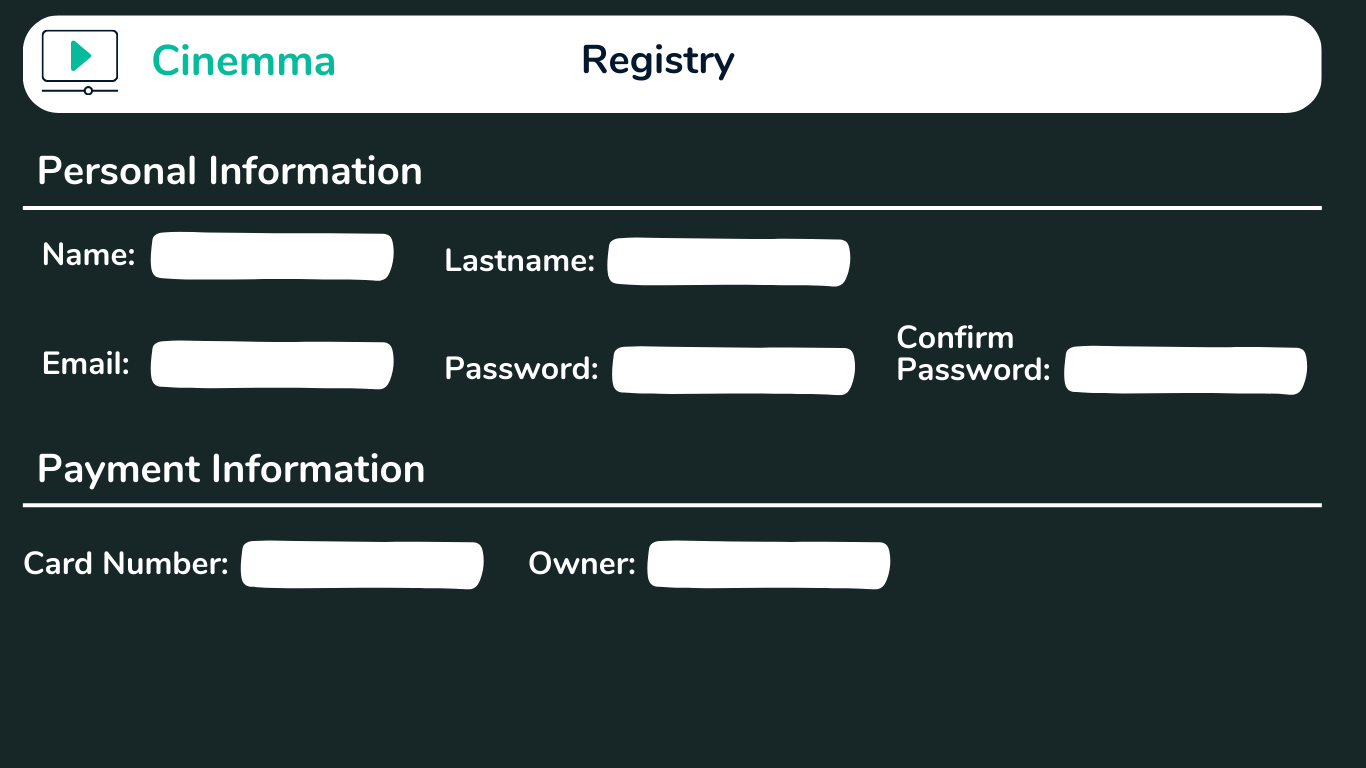 Cinemma
Registry
Personal Information
Name:
Lastname:
Email:
Password:
Confirm
Password:
Payment Information
Card Number:
Owner: